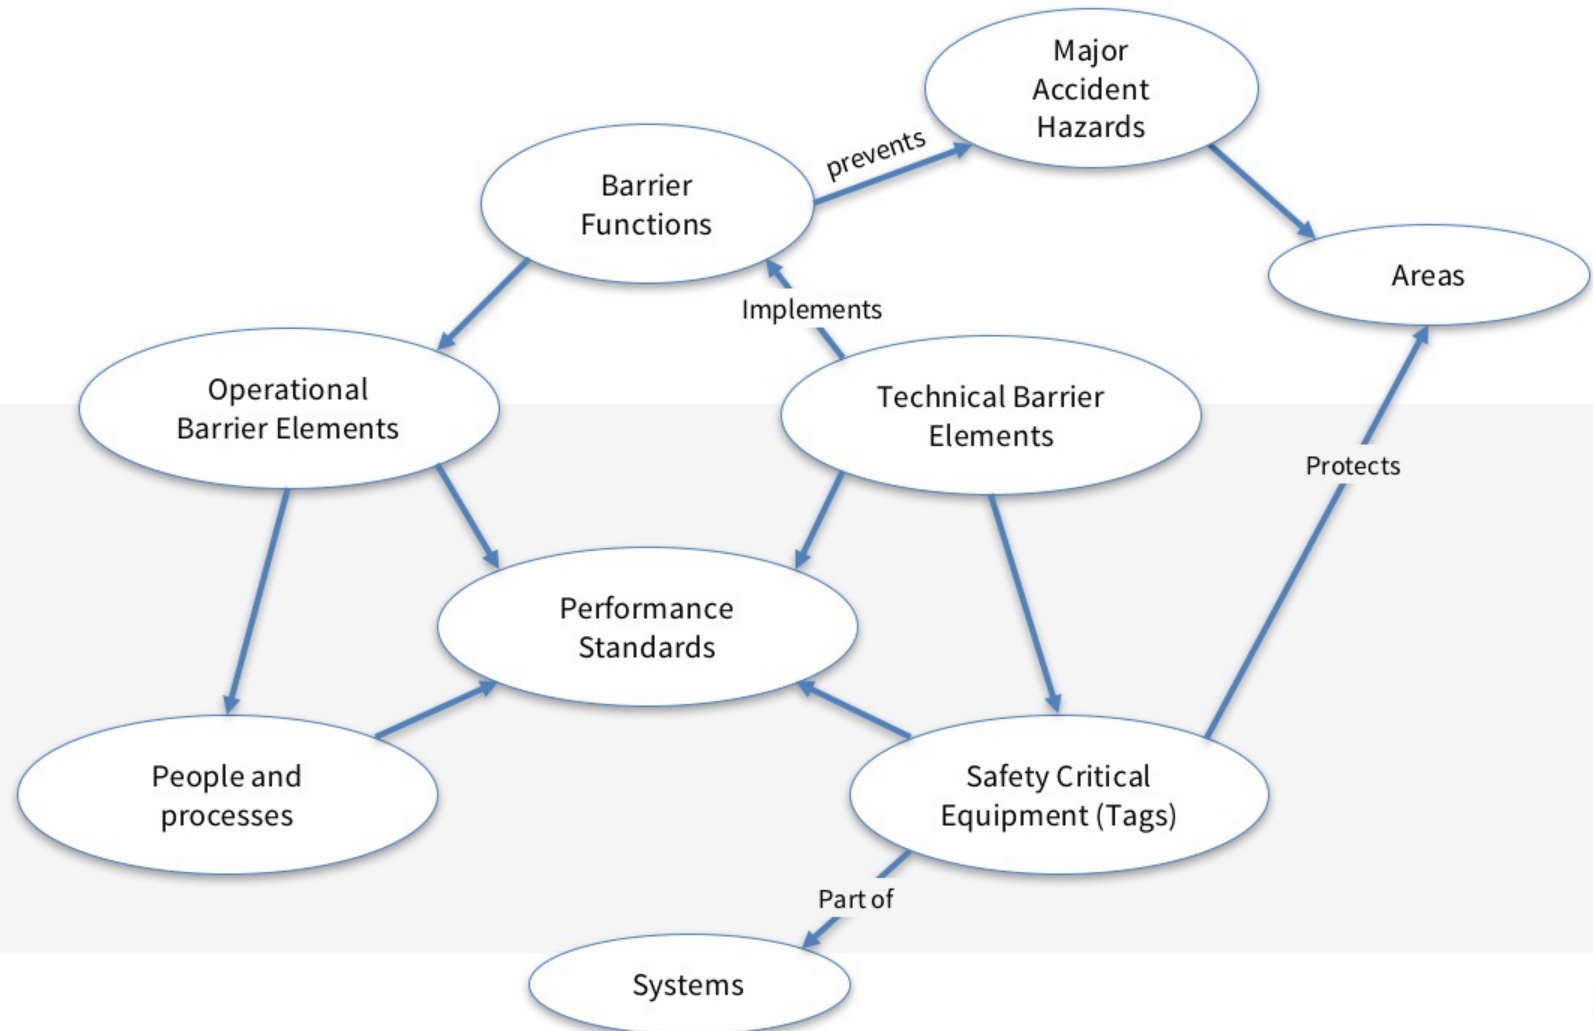 Major
Accident
Hazards
prevents
Barrier
Functions
Areas
Implements
Operational
Barrier Elements
Technical Barrier
Elements
Protects
Performance
Standards
People and
processes
Safety Critical
Equipment (Tags)
Part of
Systems